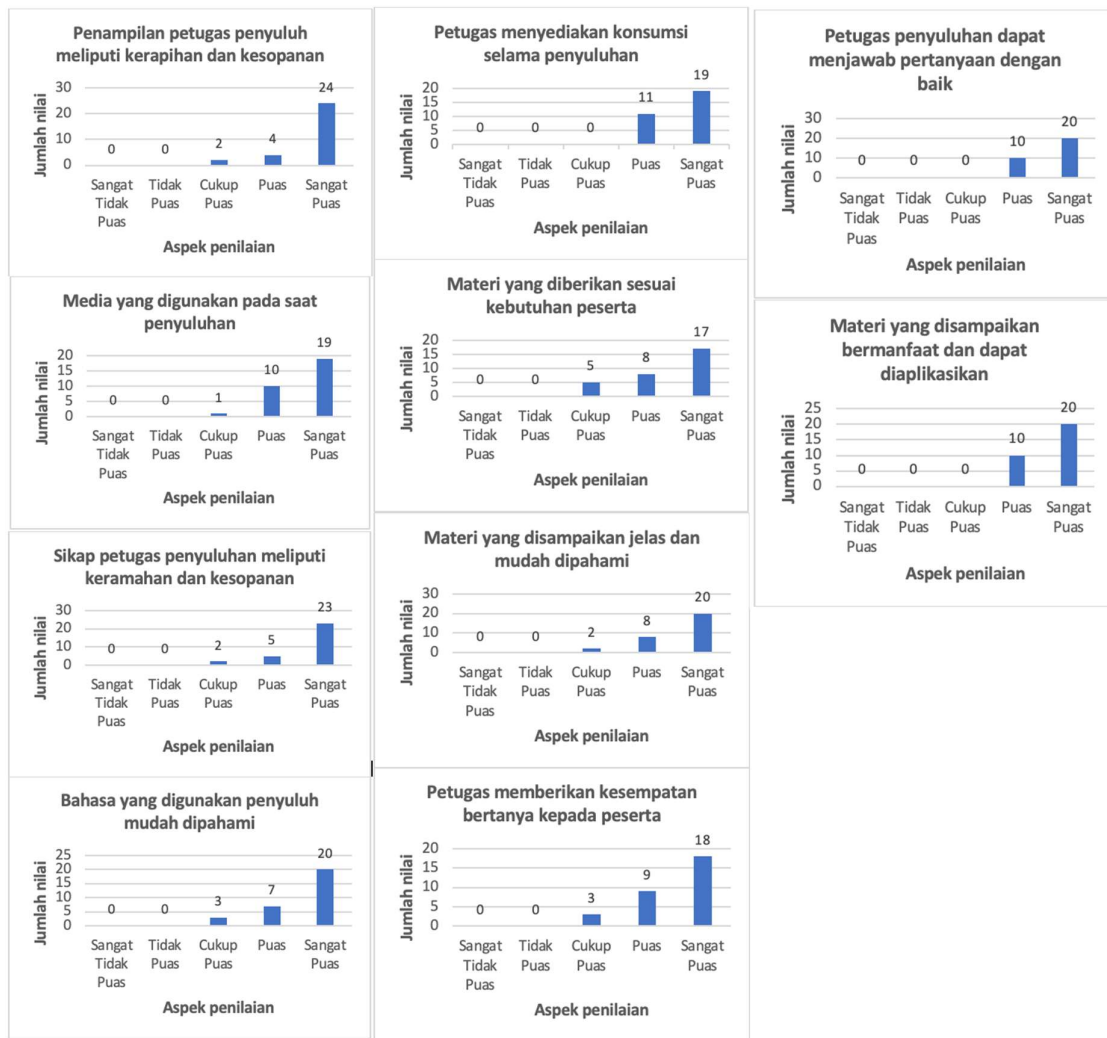 Penampilan petugas penyuluh
meliputi kerapihan dan kesopanan
Jumlah nilai
30
20
10
0
0
0
2
4
24
Sangat Tidak Cukup Puas Sangat
Tidak Puas Puas Puas
Puas
Aspek penilaian
Media yang digunakan pada saat
penyuluhan
Jumlah nilai
20
15
10
5
0
0
0
1
10
19
Sangat Tidak Cukup Puas Sangat
Tidak Puas Puas Puas
Puas
Aspek penilaian
Sikap petugas penyuluhan meliputi
keramahan dan kesopanan
Jumlah nilai
30
20
10
0
0
0
2
5
23
Sangat Tidak Cukup Puas Sangat
Tidak Puas Puas Puas
Puas
Aspek penilaian
Bahasa yang digunakan penyuluh
mudah dipahami
Jumlah nilai
25
20
15
10
5
0
0
0
3
7
20
Sangat Tidak Cukup Puas Sangat
Tidak Puas Puas Puas
Puas
Aspek penilaian
Petugas menyediakan konsumsi
selama penyuluhan
Jumlah nilai
20
15
10
5
0
0
0
0
11
19
Sangat Tidak Cukup Puas Sangat
Tidak Puas Puas Puas
Puas
Aspek penilaian
Materi yang diberikan sesuai
kebutuhan peserta
Jumlah nilai
20
15
10
5
0
0
0
5
8
17
Sangat Tidak Cukup Puas Sangat
Tidak Puas Puas Puas
Puas
Aspek penilaian
Materi yang disampaikan jelas dan
mudah dipahami
Jumlah nilai
30
20
10
0
0
0
2
8
20
Sangat Tidak Cukup Puas Sangat
Tidak Puas Puas Puas
Puas
Aspek penilaian
Petugas memberikan kesempatan
bertanya kepada peserta
Jumlah nilai
20
15
10
5
0
0
0
3
9
18
Sangat Tidak Cukup Puas Sangat
Tidak Puas Puas Puas
Puas
Aspek penilaian
Petugas penyuluhan dapat
menjawab pertanyaan dengan
baik
Jumlah nilai
30
20
10
0
0
0
0
10
20
Sangat Tidak Cukup Puas Sangat
Tidak Puas Puas Puas
Puas
Aspek penilaian
Materi yang disampaikan
bermanfaat dan dapat
diaplikasikan
Jumlah nilai
25
20
15
10
5
0
0
0
0
10
20
Sangat Tidak Cukup Puas Sangat
Tidak Puas Puas Puas
Puas
Aspek penilaian